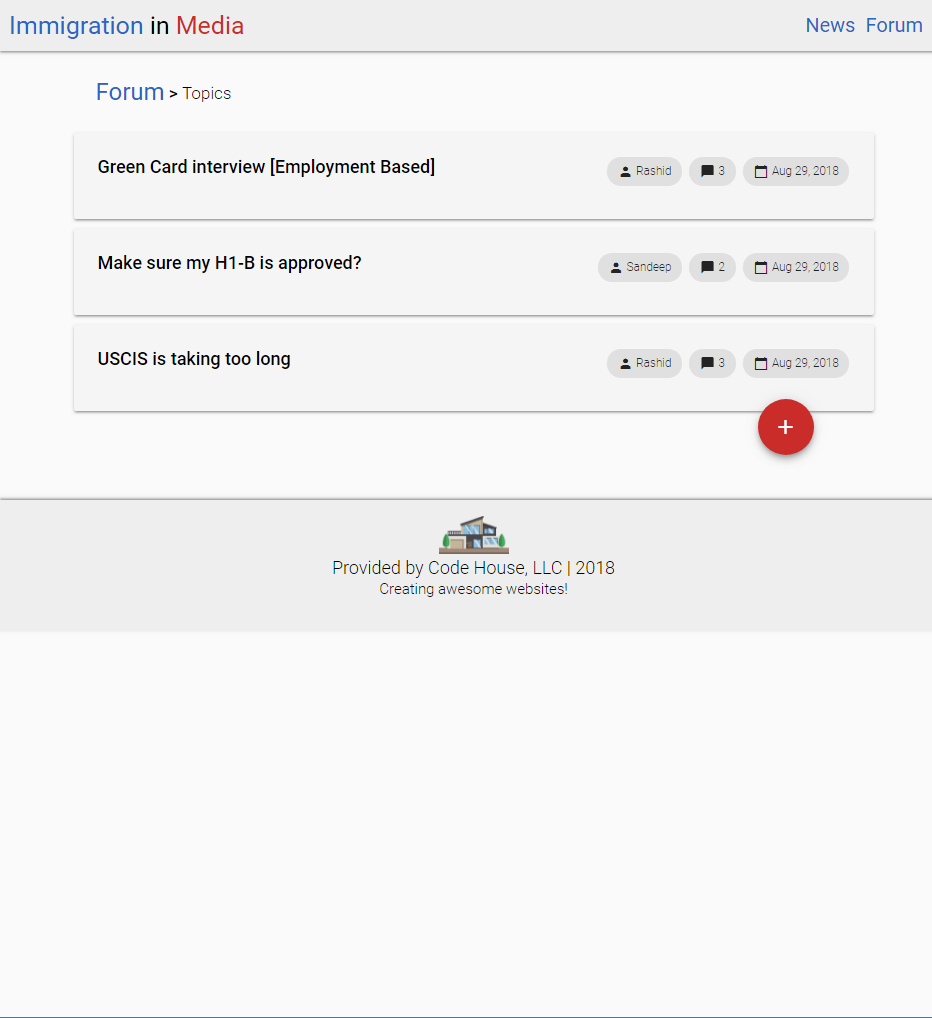 Immigration in Media News Forum
Forum > Topics
Green Card interview [Employment Based] Rashid 3 Aug 29, 2018
Make sure my H1-B is approved? Sandeep 2 Aug 29, 2018
USCIS is taking too long Rashid 3 Aug 29, 2018
+
Provided by Code House, LLC | 2018
Creating awesome websites!